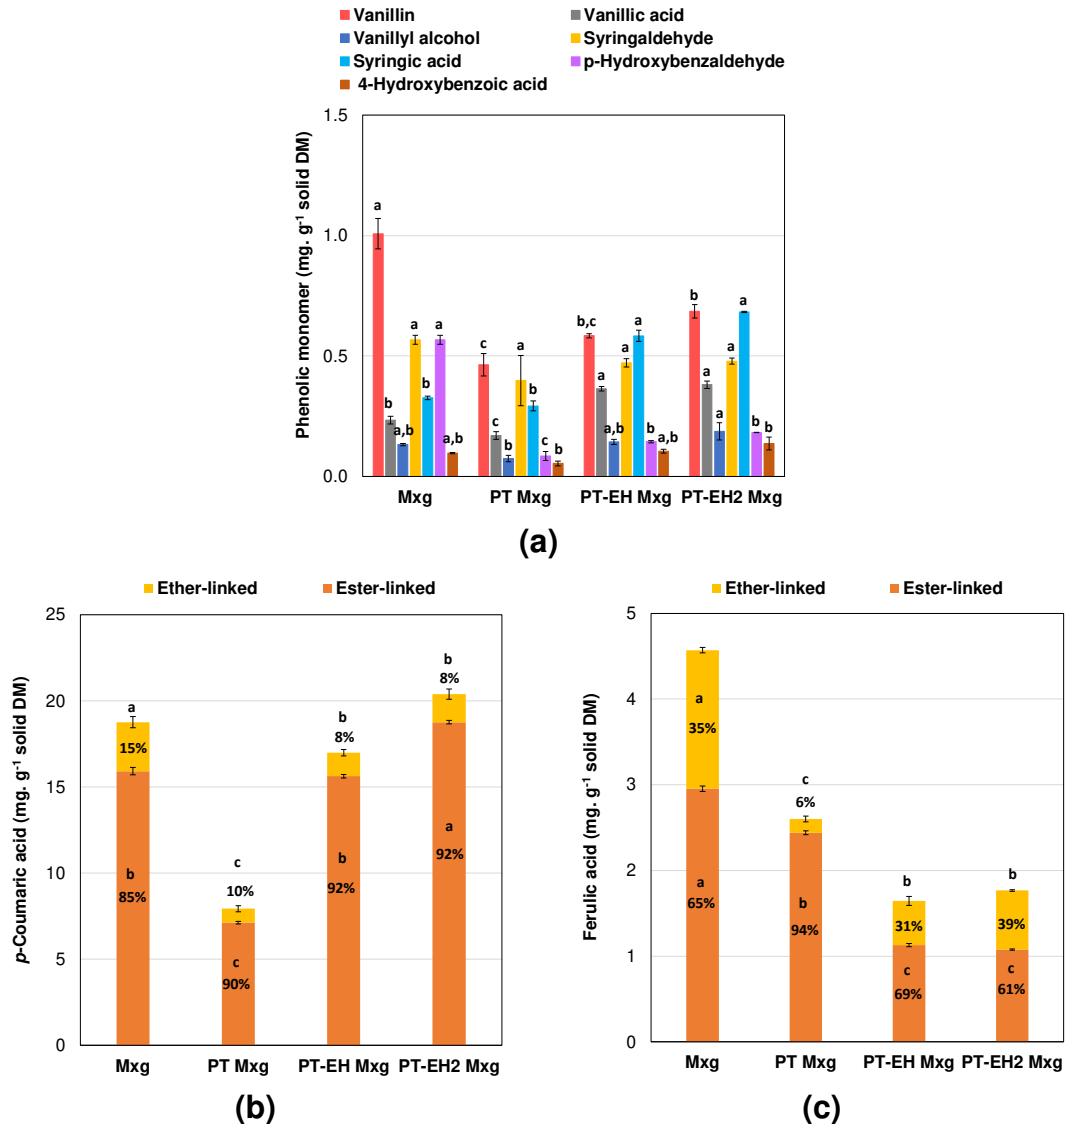 Vanillin Vanillic acid
Vanillyl alcohol Syringaldehyde
Syringic acid p-Hydroxybenzaldehyde
4-Hydroxybenzoic acid
Phenolic monomer (mg. g⁻¹ solid DM)
1.5
1.0
0.5
0.0
a
b
a,b
a
b
a
a,b
c
c
b
a
b
c
b
b,c
a
a,b
a
a
b
a,b
b
a
a
a
a
b
b
Mxg PT Mxg PT-EH Mxg PT-EH2 Mxg
(a)
Ether-linked Ester-linked
p-Coumaric acid (mg. g⁻¹ solid DM)
25
20
15
10
5
0
a
15%
b
85%
c
10%
c
90%
b
8%
b
92%
b
8%
a
92%
Mxg PT Mxg PT-EH Mxg PT-EH2 Mxg
(b)
Ether-linked Ester-linked
Ferulic acid (mg. g⁻¹ solid DM)
5
4
3
2
1
0
a
35%
a
65%
c
6%
b
94%
b
31%
c
69%
b
39%
c
61%
Mxg PT Mxg PT-EH Mxg PT-EH2 Mxg
(c)